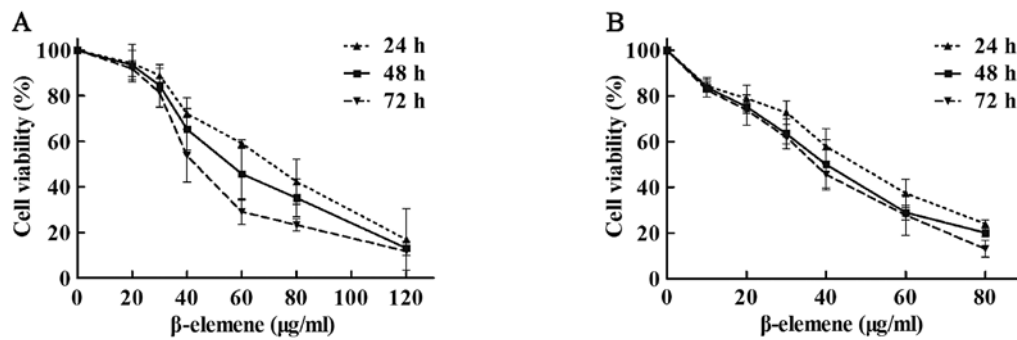 A
24 h
48 h
72 h
Cell viability (%)
100
80
60
40
20
0
0 20 40 60 80 100 120
β-elemene (μg/ml)
B
24 h
48 h
72 h
Cell viability (%)
100
80
60
40
20
0
0 20 40 60 80
β-elemene (μg/ml)